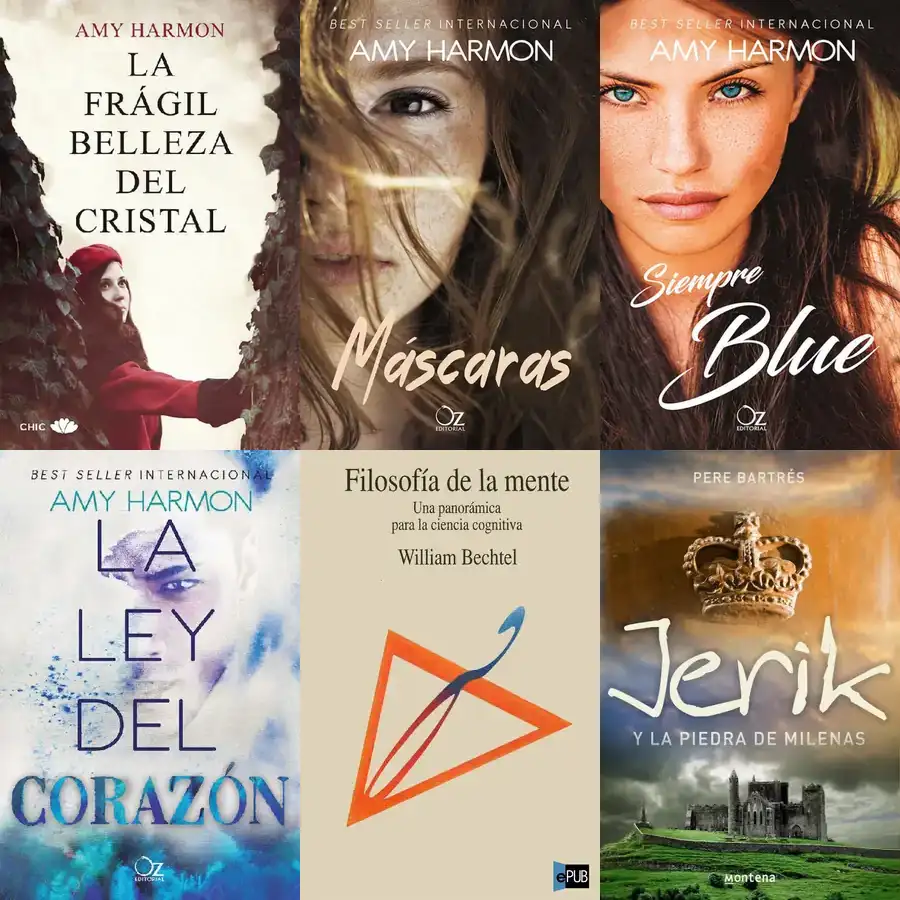 AMY HARMON
LA
FRÁGIL
BELLEZA
DEL
CRISTAL
CHIC
BEST SELLER INTERNACIONAL
AMY HARMON
Máscaras
OZ
EDITORIAL
BEST SELLER INTERNACIONAL
AMY HARMON
Siempre
Blue
OZ
EDITORIAL
BEST SELLER INTERNACIONAL
AMY HARMON
LA
LEY
DEL
CORAZÓN
OZ
EDITORIAL
Filosofía de la mente
Una panorámica
para la ciencia cognitiva
William Bechtel
ePUB
PERE BARTRÉS
Jerik
Y LA PIEDRA DE MILENAS
montena